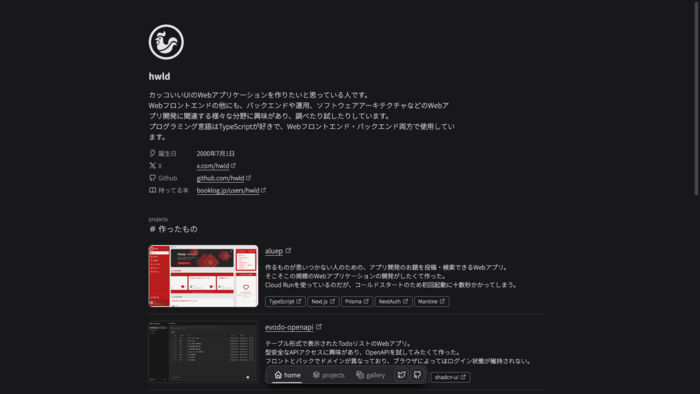 hwld
カッコいいUIのWebアプリケーションを作りたいと思っている人です。
Webフロントエンドの他にも、バックエンドや運用、ソフトウェアアーキテクチャなどのWebア
プリ開発に関連する様々な分野に興味があり、調べたり試したりしています。
プログラミング言語はTypeScriptが好きで、Webフロントエンド・バックエンド両方で使用してい
ます。
誕生日 2000年7月1日
X x.com/hwld
Github github.com/hwld
持ってる本 booklog.jp/users/hwld
projects
# 作ったもの
aluep
作るものが思いつかない人のための、アプリ開発のお題を投稿・検索できるWebアプリ。
そこそこの規模のWebアプリケーションの開発がしたくて作った。
Cloud Runを使っているのだが、コールドスタートのため初回起動に十数秒かかってしまう。
TypeScript Next.js Prisma NextAuth Mantine
evodo-openapi
テーブル形式で表示されたTodoリストのWebアプリ。
型安全なAPIアクセスに興味があり、OpenAPIを試してみたくて作った。
フロントとバックでドメインが異なっており、ブラウザによってはログイン状態が維持されない。
shadcn-ui
home projects gallery